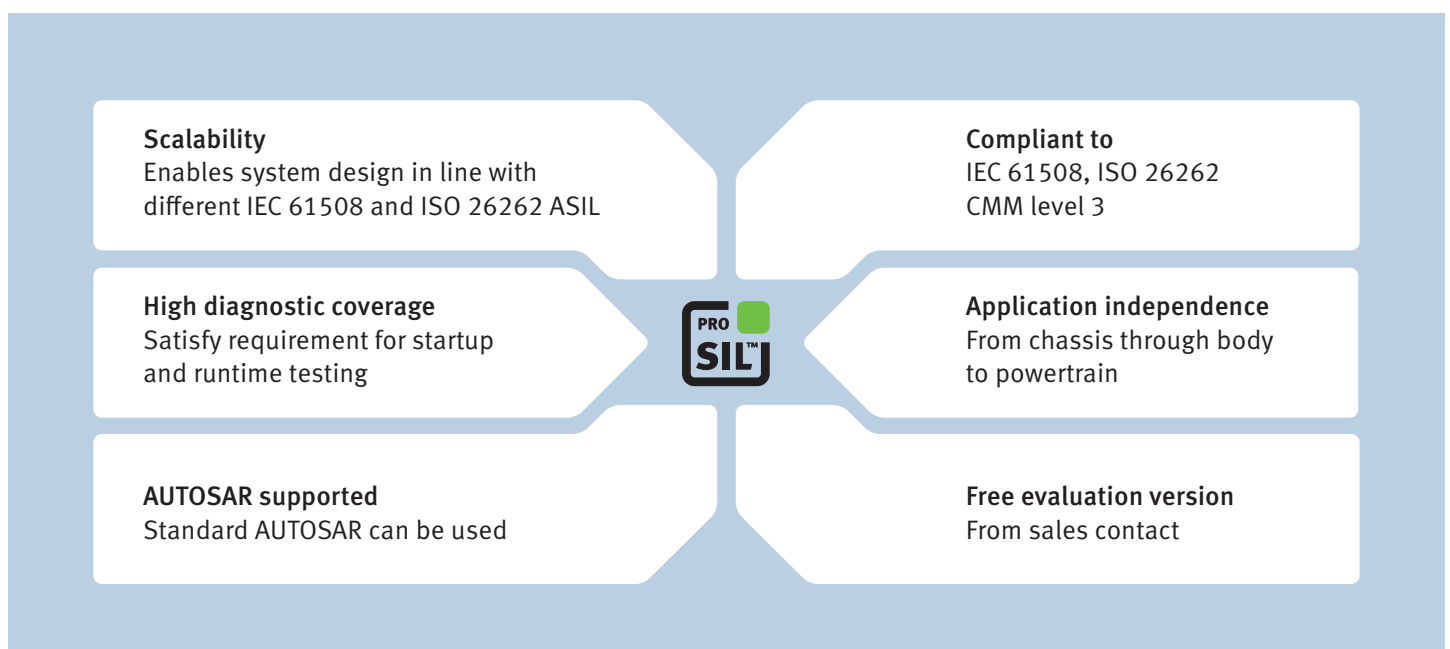 Scalability
Enables system design in line with
different IEC 61508 and ISO 26262 ASIL
Compliant to
IEC 61508, ISO 26262
CMM level 3
High diagnostic coverage
Satisfy requirement for startup
and runtime testing
PRO
SIL™
Application independence
From chassis through body
to powertrain
AUTOSAR supported
Standard AUTOSAR can be used
Free evaluation version
From sales contact